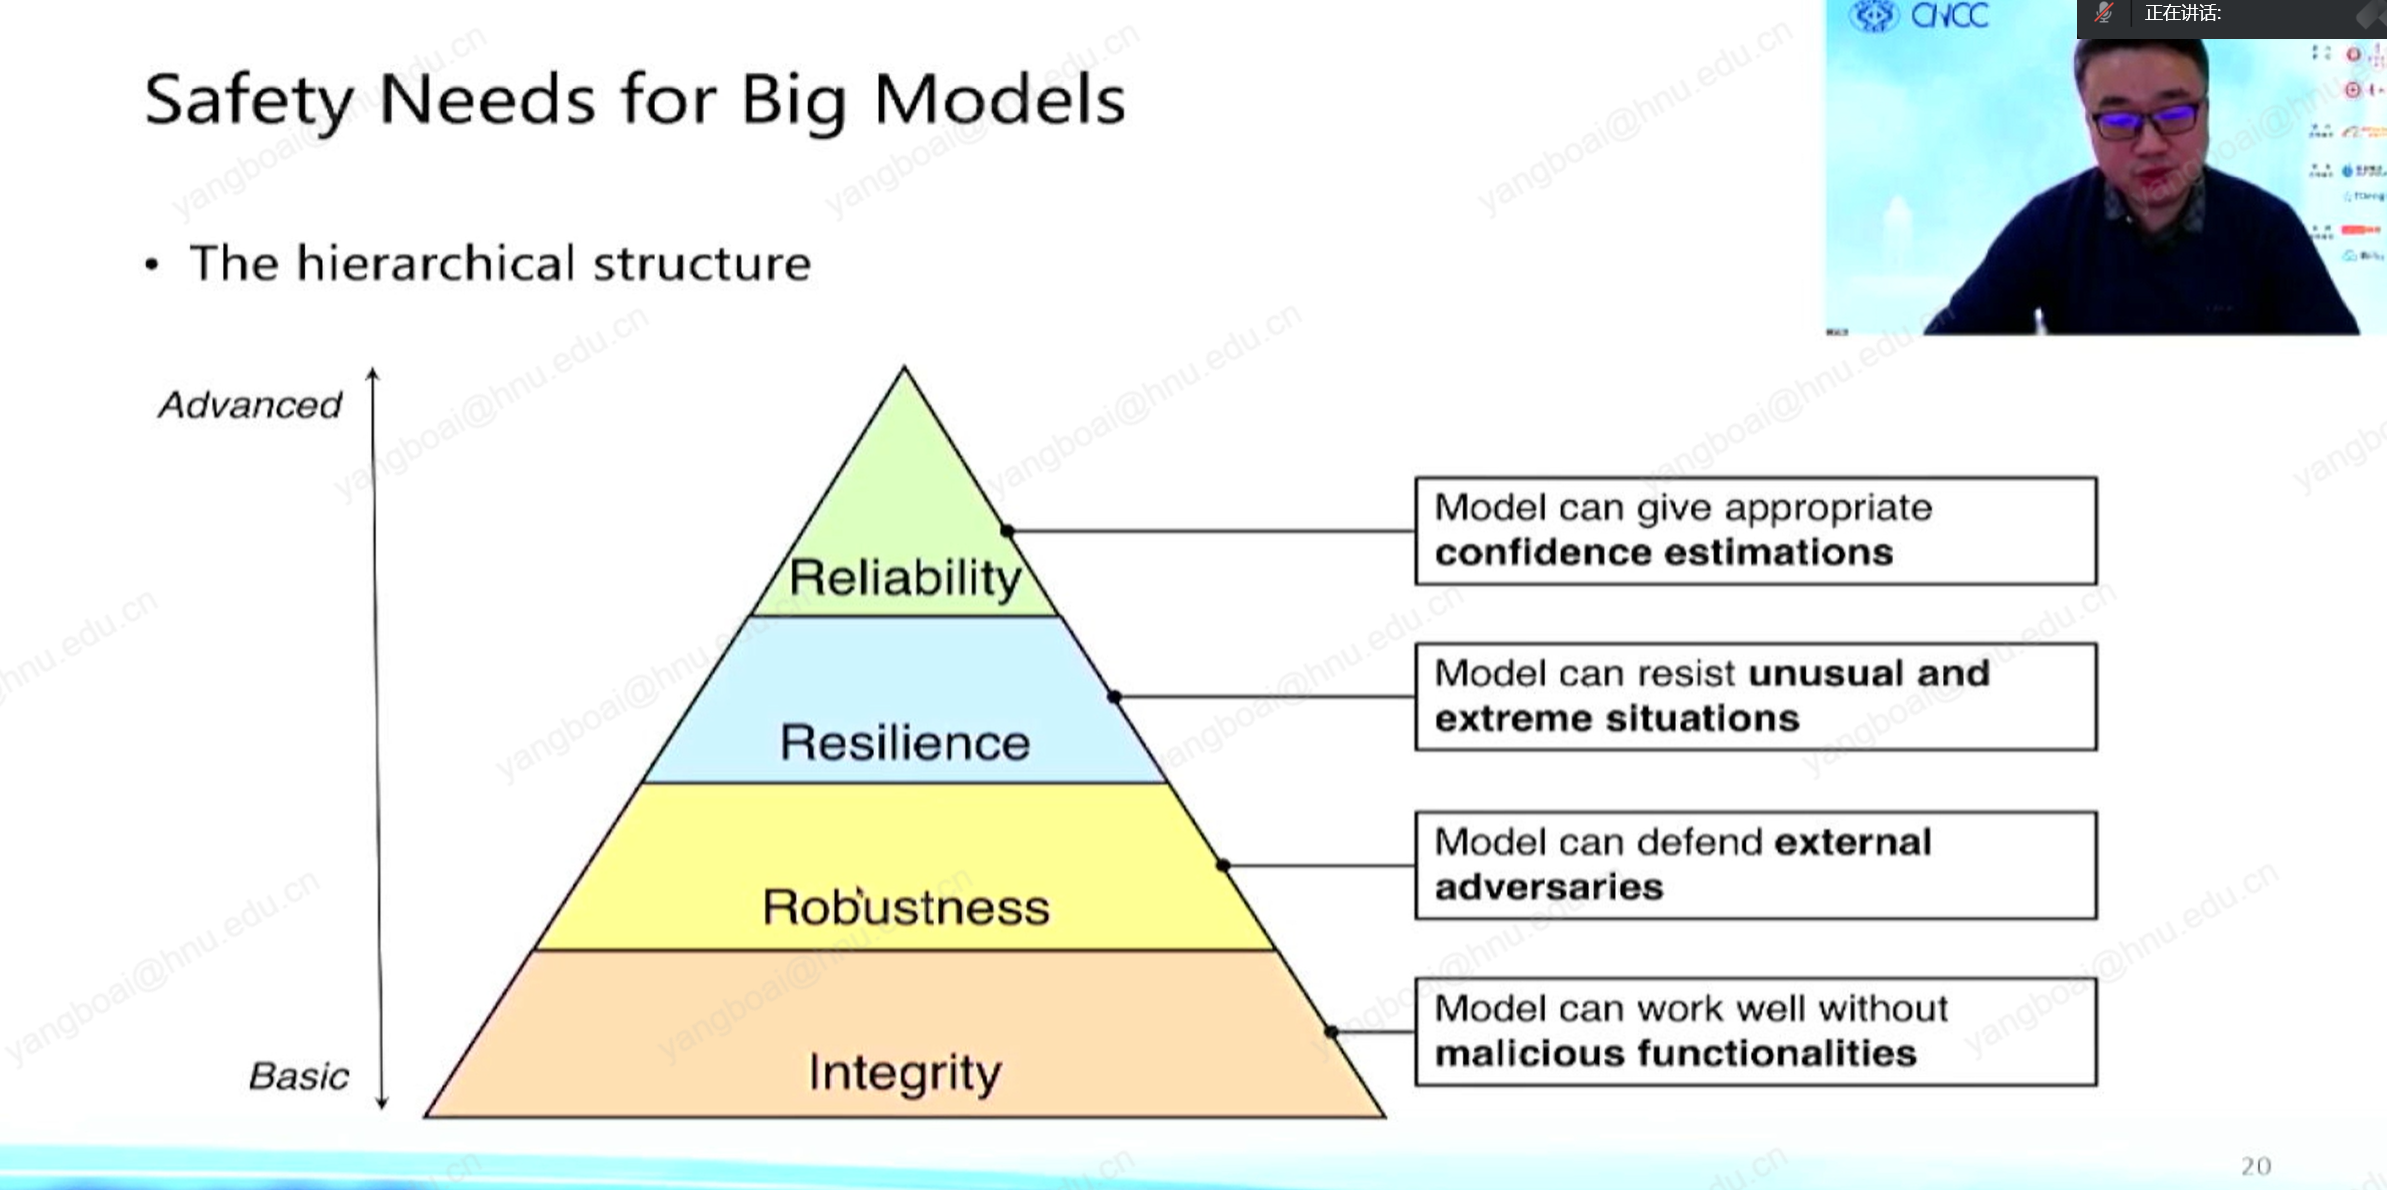 CNCC
正在讲话:
Safety Needs for Big Models
• The hierarchical structure
Advanced
Reliability
Model can give appropriate
confidence estimations
Resilience
Model can resist unusual and
extreme situations
Robustness
Model can defend external
adversaries
Basic
Integrity
Model can work well without
malicious functionalities
20
yangboai@hnu.edu.cn